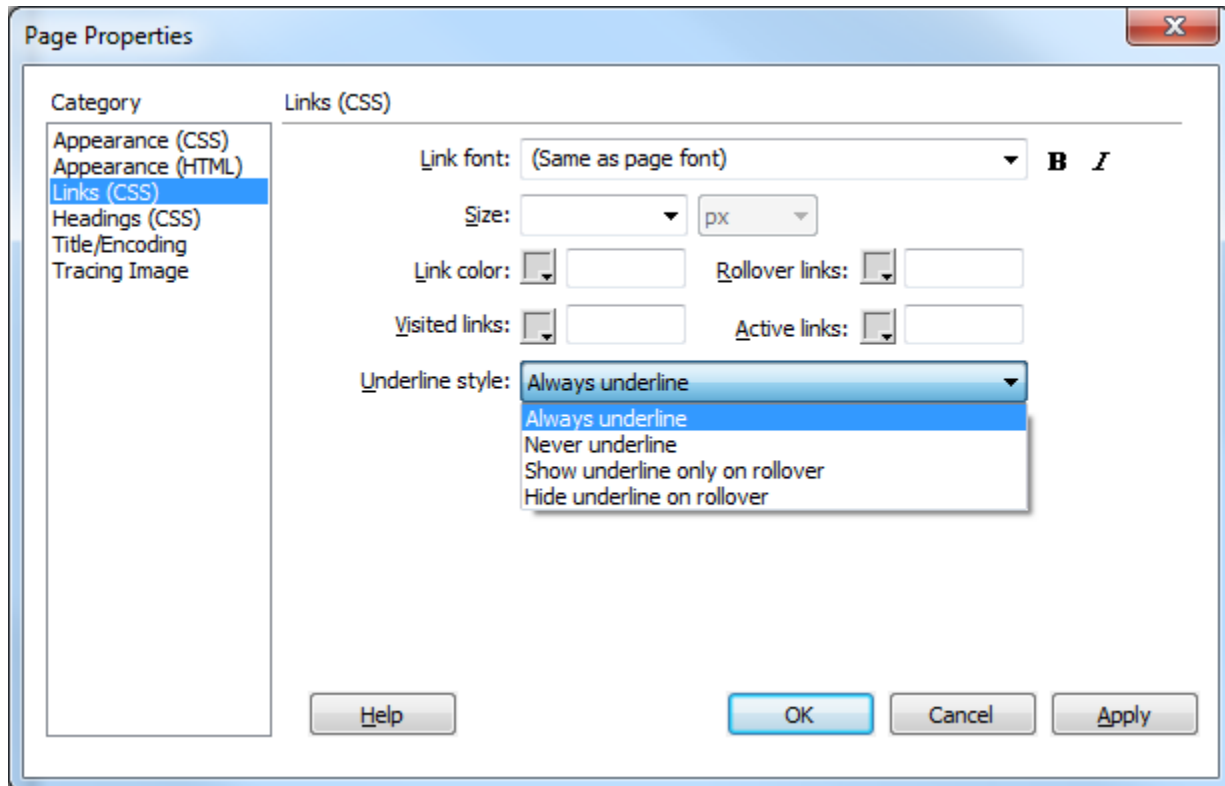 Page Properties
Category
Links (CSS)
Appearance (CSS)
Appearance (HTML)
Links (CSS)
Headings (CSS)
Title/Encoding
Tracing Image
Link font: (Same as page font) B I
Size: px
Link color: Rollover links:
Visited links: Active links:
Underline style: Always underline
Always underline
Never underline
Show underline only on rollover
Hide underline on rollover
Help OK Cancel Apply